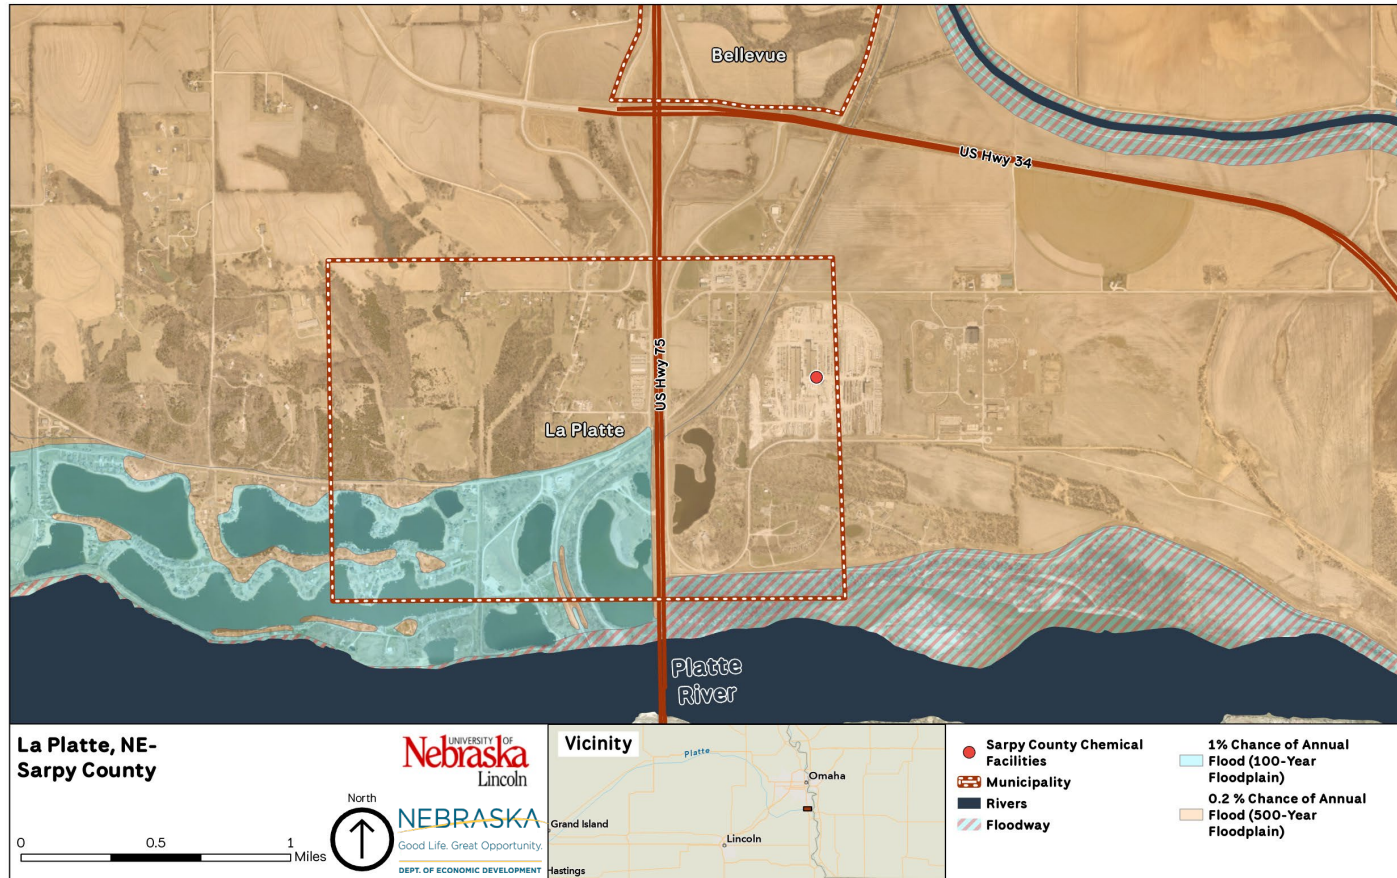 Bellevue
US Hwy 34
US Hwy 75
La Platte
Platte
River
La Platte, NE-
Sarpy County
0
0.5
1
Miles
North
UNIVERSITY OF
Nebraska
Lincoln
NEBRASKA
Good Life. Great Opportunity.
DEPT. OF ECONOMIC DEVELOPMENT
Vicinity
Platte
Omaha
Grand Island
Lincoln
Hastings
Sarpy County Chemical
Facilities
Municipality
Rivers
Floodway
1% Chance of Annual
Flood (100-Year
Floodplain)
0.2 % Chance of Annual
Flood (500-Year
Floodplain)